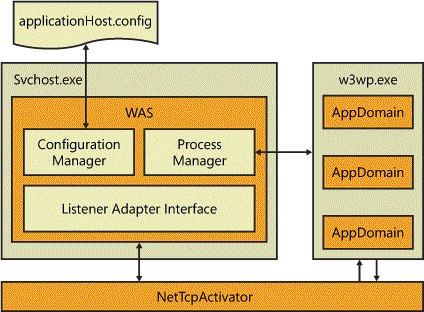 applicationHost.config
Svchost.exe
w3wp.exe
WAS
AppDomain
Configuration
Manager
Process
Manager
AppDomain
Listener Adapter Interface
AppDomain
NetTcpActivator